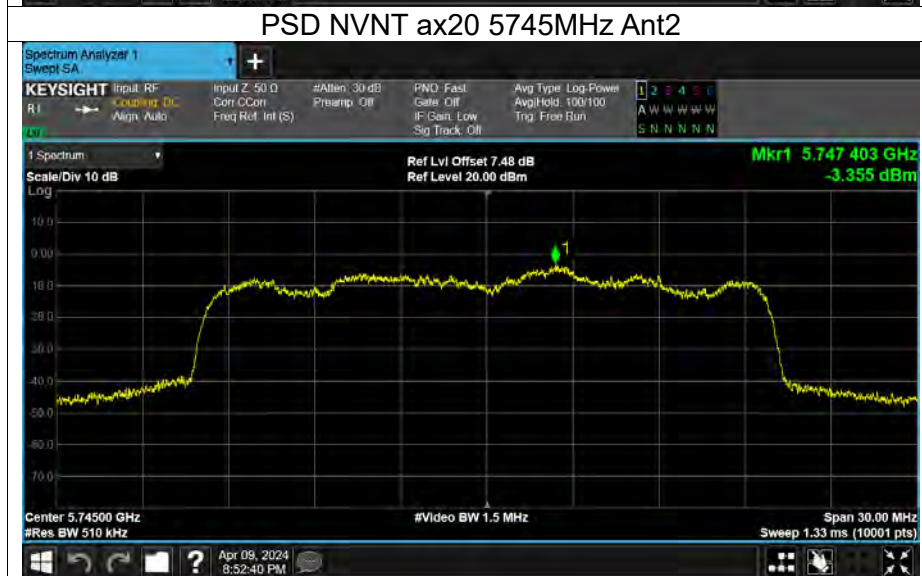 PSD NVNT ax20 5745MHz Ant2
Spectrum Analyzer 1
Swept SA
+
KEYSIGHT
Input: RF
Coupling: DC
Align: Auto
Input Z: 50 Ω
Corr CCorr
Freq Ref: Int (S)
#Atten: 30 dB
Preamp: Off
PNO: Fast
Gate: Off
IF Gain: Low
Sig Track: Off
Avg Type: Log-Power
Avg|Hold: 100/100
Trig: Free Run
1 2 3 4 5 6
A W W W W W
S N N N N N
1 Spectrum
Scale/Div 10 dB
Log
Ref Lvl Offset 7.48 dB
Ref Level 20.00 dBm
Mkr1 5.747 403 GHz
-3.355 dBm
10.0
0.00
-40.0
-50.0
-60.0
-70.0
1
Center 5.74500 GHz
#Res BW 510 kHz
#Video BW 1.5 MHz
Span 30.00 MHz
Sweep 1.33 ms (10001 pts)
?
Apr 09, 2024
8:52:40 PM